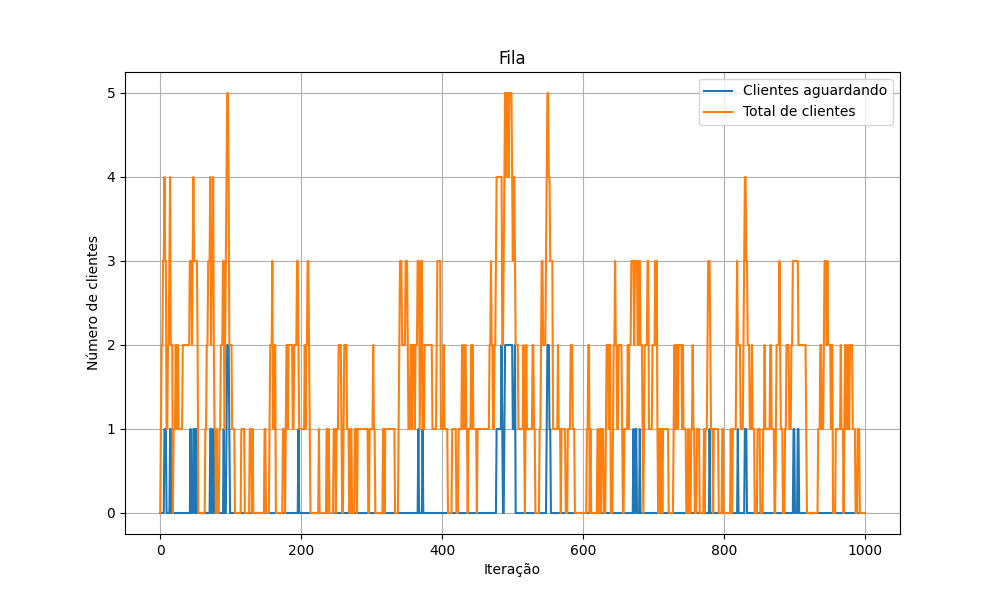 Fila
Clientes aguardando
Total de clientes
Número de clientes
5
4
3
2
1
0
0
200
400
600
800
1000
Iteração